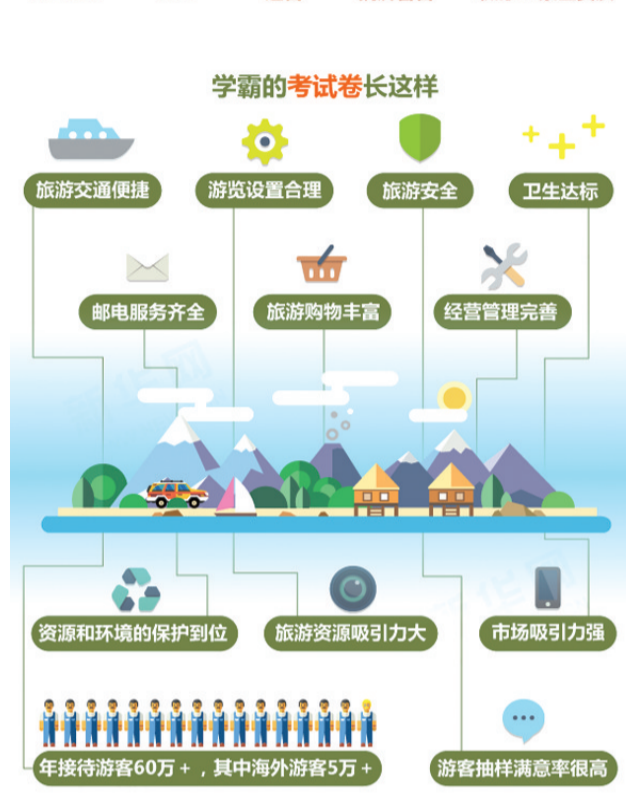 学霸的考试卷长这样
旅游交通便捷
游览设置合理
旅游安全
卫生达标
邮电服务齐全
旅游购物丰富
经营管理完善
资源和环境的保护到位
旅游资源吸引力大
市场吸引力强
年接待游客60万+，其中海外游客5万+
游客抽样满意率很高